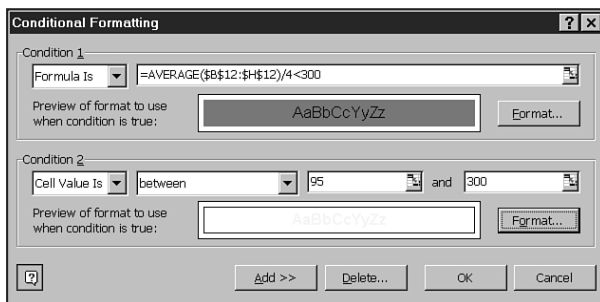 Conditional Formatting ? X
Condition 1
Formula Is =AVERAGE($B$12:$H$12)/4<300
Preview of format to use
when condition is true:
AaBbCcYyZz
Format...
Condition 2
Cell Value Is between 95 and 300
Preview of format to use
when condition is true:
AaBbCcYyZz
Format...
? Add >> Delete... OK Cancel